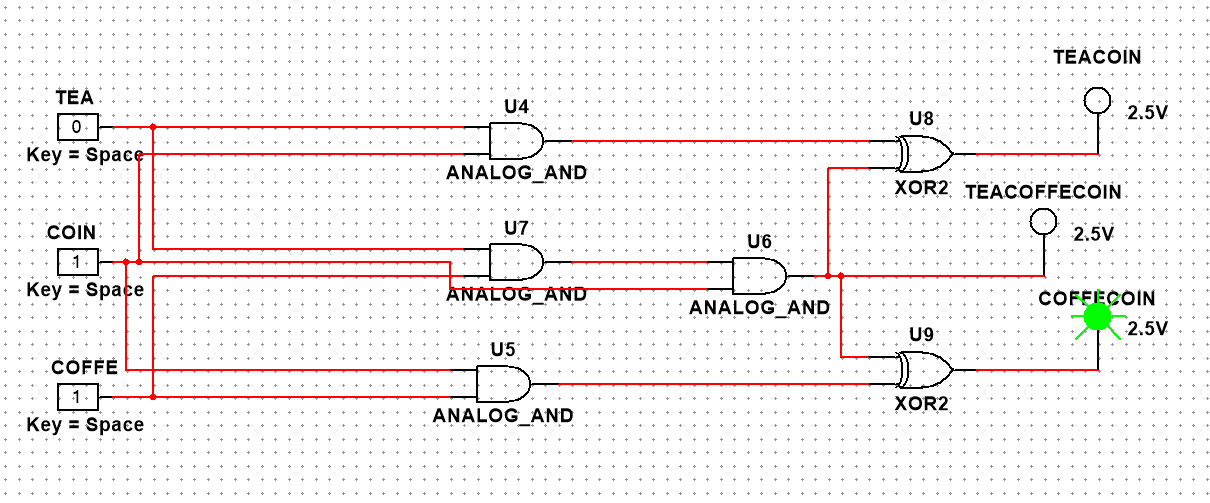 TEACOIN
2.5V
TEA
0
Key = Space
U4
ANALOG_AND
U8
XOR2
TEACOFFECOIN
2.5V
COIN
1
Key = Space
U7
ANALOG_AND
U6
ANALOG_AND
COFFECOIN
2.5V
U9
XOR2
COFFE
1
Key = Space
U5
ANALOG_AND